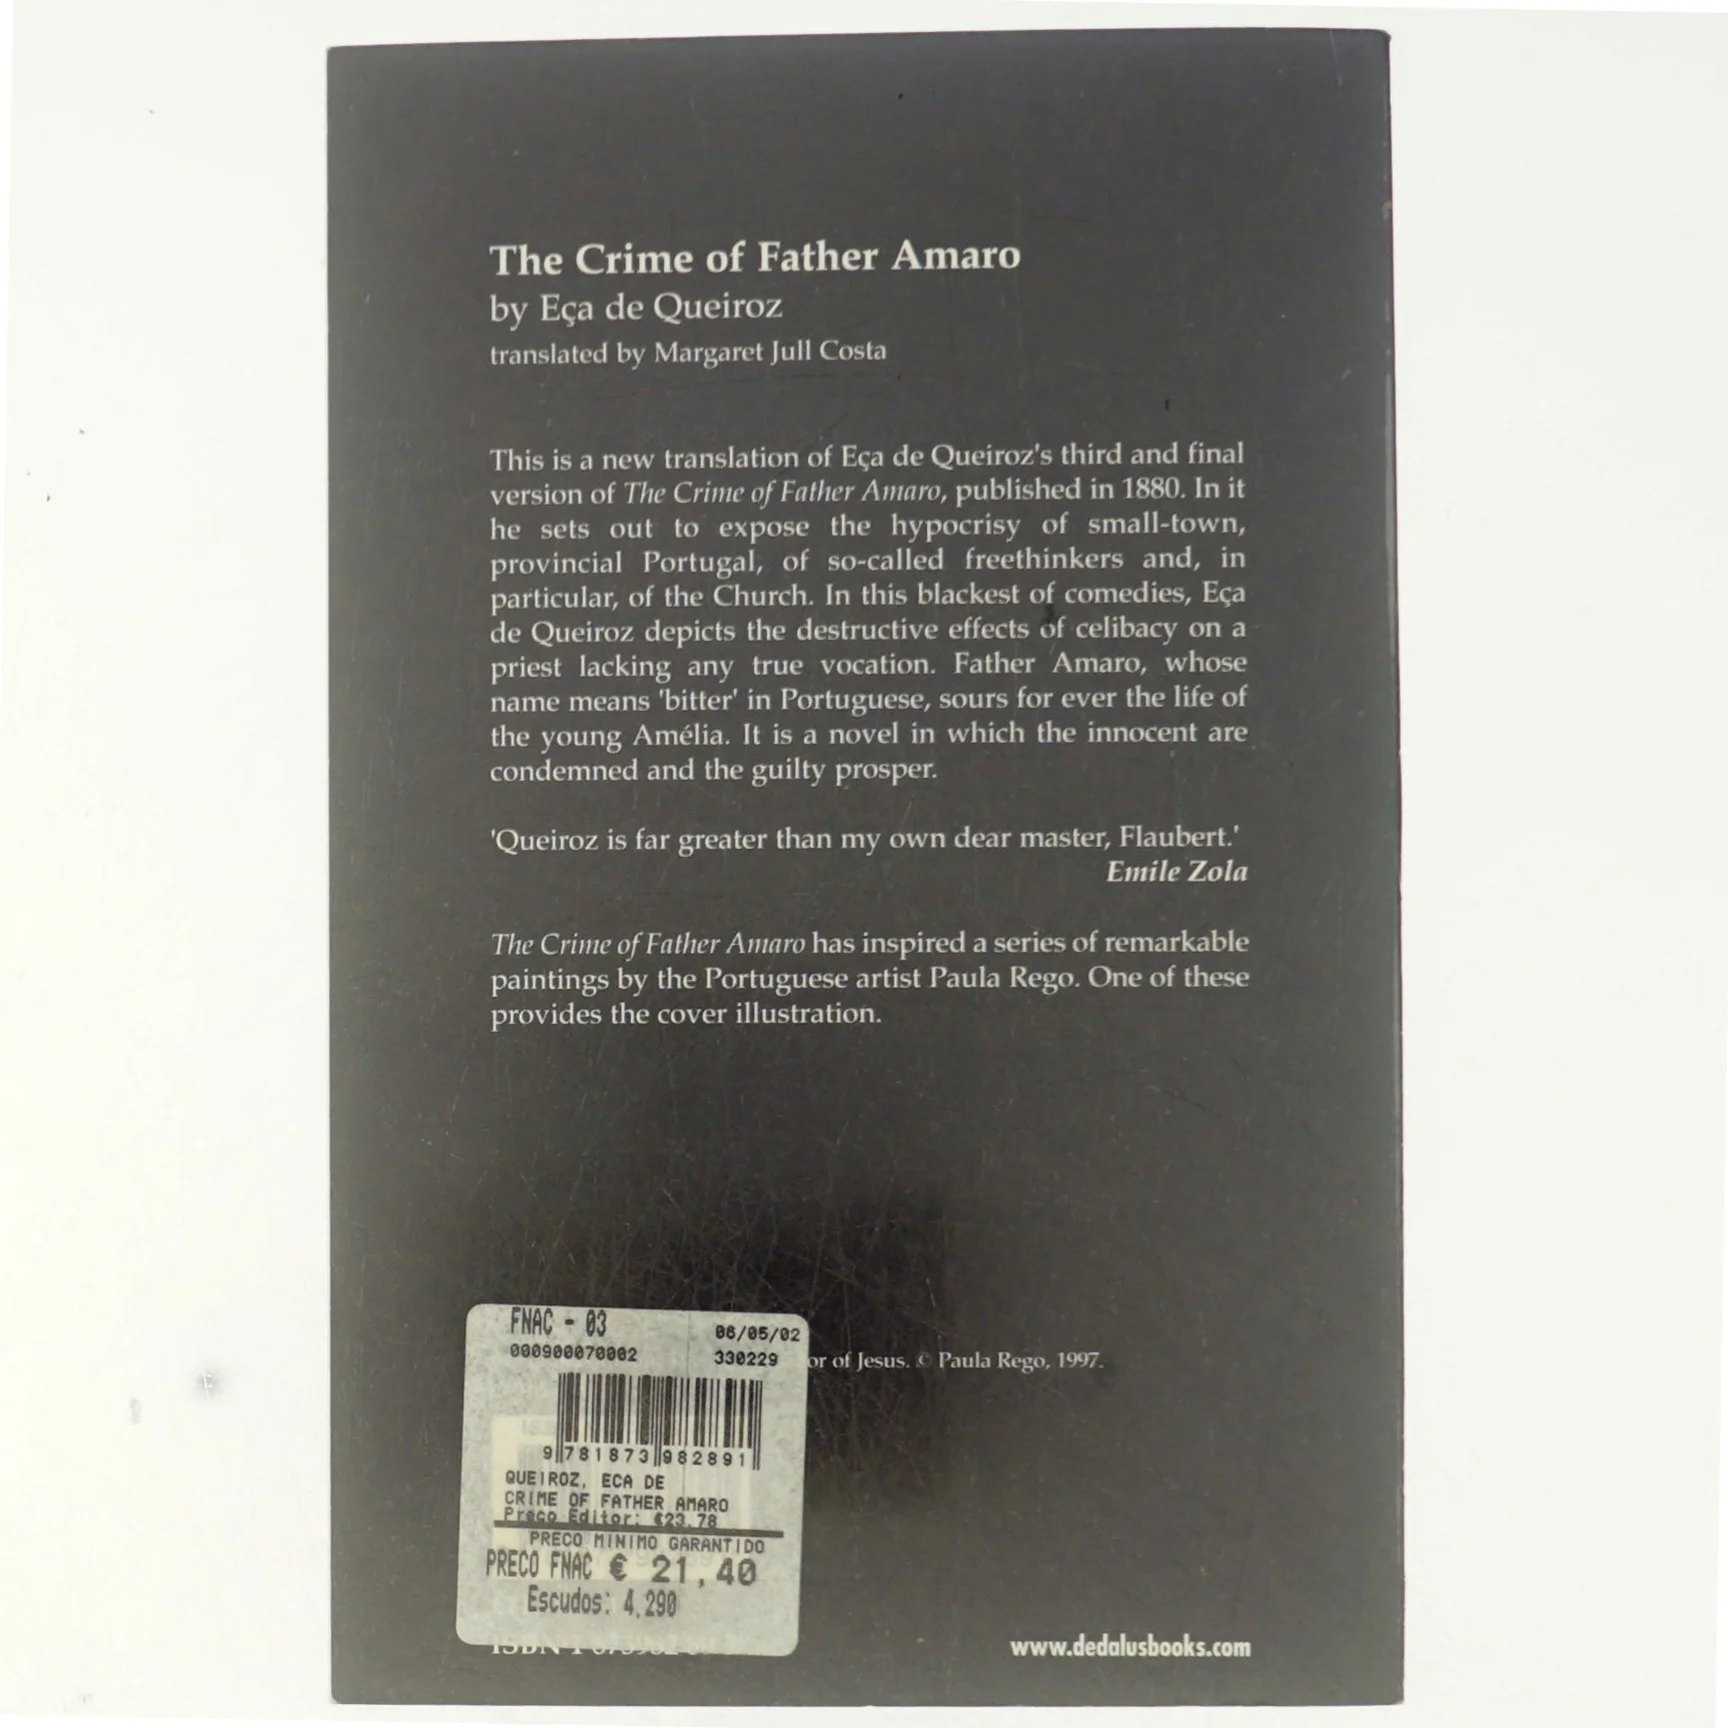 The Crime of Father Amaro
by Eça de Queiroz
translated by Margaret Jull Costa
This is a new translation of Eça de Queiroz's third and final
version of The Crime of Father Amaro, published in 1880. In it
he sets out to expose the hypocrisy of small-town,
provincial Portugal, of so-called freethinkers and, in
particular, of the Church. In this blackest of comedies, Eça
de Queiroz depicts the destructive effects of celibacy on a
priest lacking any true vocation. Father Amaro, whose
name means 'bitter' in Portuguese, sours for ever the life of
the young Amélia. It is a novel in which the innocent are
condemned and the guilty prosper.
'Queiroz is far greater than my own dear master, Flaubert.'
Emile Zola
The Crime of Father Amaro has inspired a series of remarkable
paintings by the Portuguese artist Paula Rego. One of these
provides the cover illustration.
or of Jesus. © Paula Rego, 1997.
FNAC - 03
06/05/02
000900070002 330229
9 781873 982891
QUEIROZ, ECA DE
CRIME OF FATHER AMARO
Preço Editor: €23,78
PRECO MINIMO GARANTIDO
PRECO FNAC € 21,40
Escudos: 4,290
ISBN 1
www.dedalusbooks.com